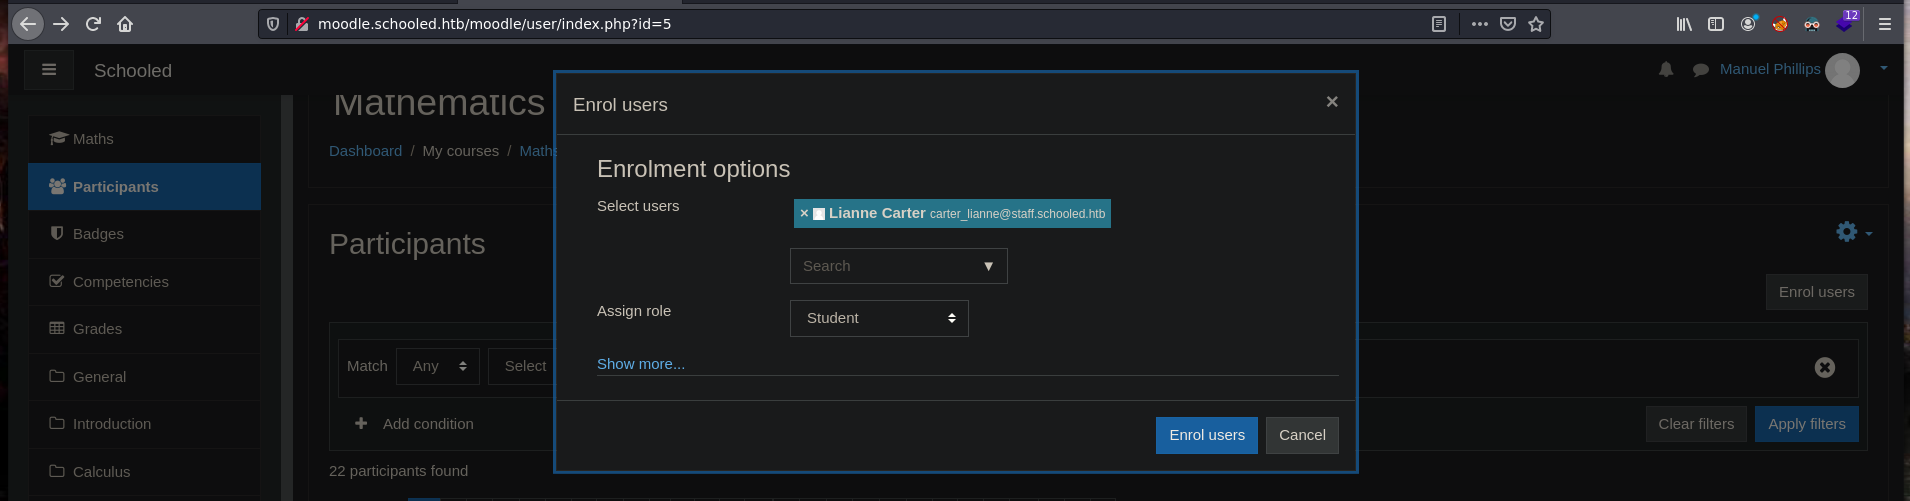 moodle.schooled.htb/moodle/user/index.php?id=5
12
Schooled
Manuel Phillips
Mathematics
Dashboard / My courses / Maths
Maths
Participants
Badges
Competencies
Grades
General
Introduction
Calculus
Participants
Enrol users
Match Any Select
Add condition
Clear filters Apply filters
22 participants found
Enrol users ×
Enrolment options
Select users
× Lianne Carter carter_lianne@staff.schooled.htb
Search ▼
Assign role
Student
Show more...
Enrol users Cancel